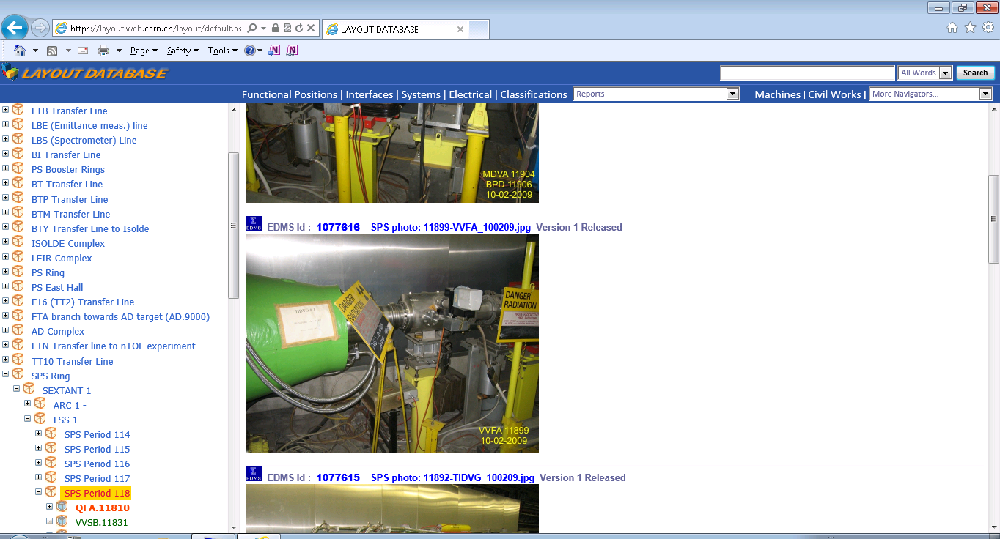 https://layout.web.cern.ch/layout/default.asp
LAYOUT DATABASE
Page
Safety
Tools
LAYOUT DATABASE
All Words
Search
Functional Positions | Interfaces | Systems | Electrical | Classifications
Reports
Machines | Civil Works |
More Navigators...
LTB Transfer Line
LBE (Emittance meas.) line
LBS (Spectrometer) Line
BI Transfer Line
PS Booster Rings
BT Transfer Line
BTP Transfer Line
BTM Transfer Line
BTY Transfer Line to Isolde
ISOLDE Complex
LEIR Complex
PS Ring
PS East Hall
F16 (TT2) Transfer Line
FTA branch towards AD target (AD.9000)
AD Complex
FTN Transfer line to nTOF experiment
TT10 Transfer Line
SPS Ring
SEXTANT 1
ARC 1 -
LSS 1
SPS Period 114
SPS Period 115
SPS Period 116
SPS Period 117
SPS Period 118
QFA.11810
VVSB.11831
MDVA 11904
BPD 11906
10-02-2009
EDMS
EDMS Id : 1077616 SPS photo: 11899-VVFA_100209.jpg Version 1 Released
DANGER
RADIATION
DANGER
RADIATION
VVFA 11899
10-02-2009
EDMS
EDMS Id : 1077615 SPS photo: 11892-TIDVG_100209.jpg Version 1 Released